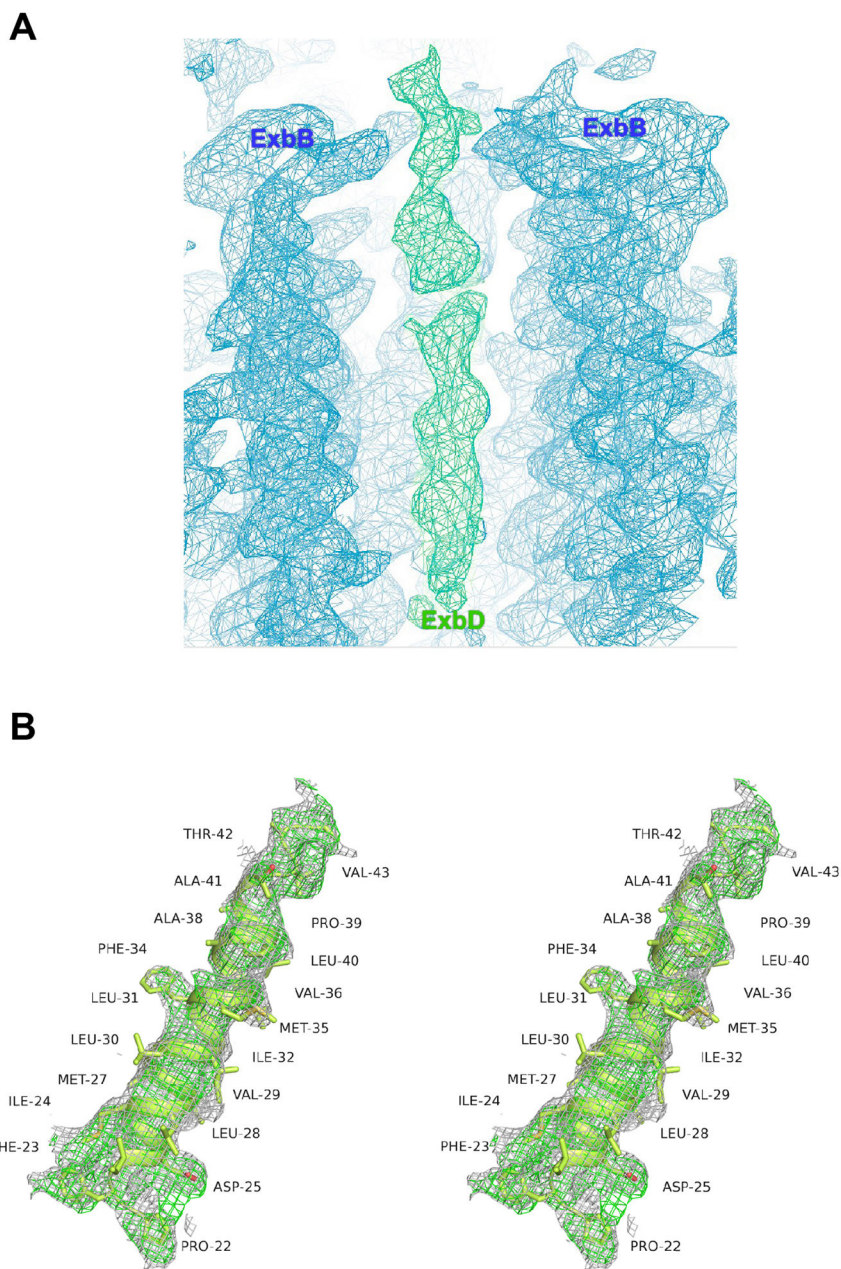 A
ExbB
ExbB
ExbD
B
THR-42
VAL-43
ALA-41
ALA-38
PRO-39
PHE-34
LEU-40
LEU-31
VAL-36
MET-35
LEU-30
ILE-32
MET-27
VAL-29
ILE-24
LEU-28
HE-23
ASP-25
PRO-22
THR-42
VAL-43
ALA-41
ALA-38
PRO-39
PHE-34
LEU-40
LEU-31
VAL-36
MET-35
LEU-30
ILE-32
MET-27
VAL-29
ILE-24
LEU-28
PHE-23
ASP-25
PRO-22